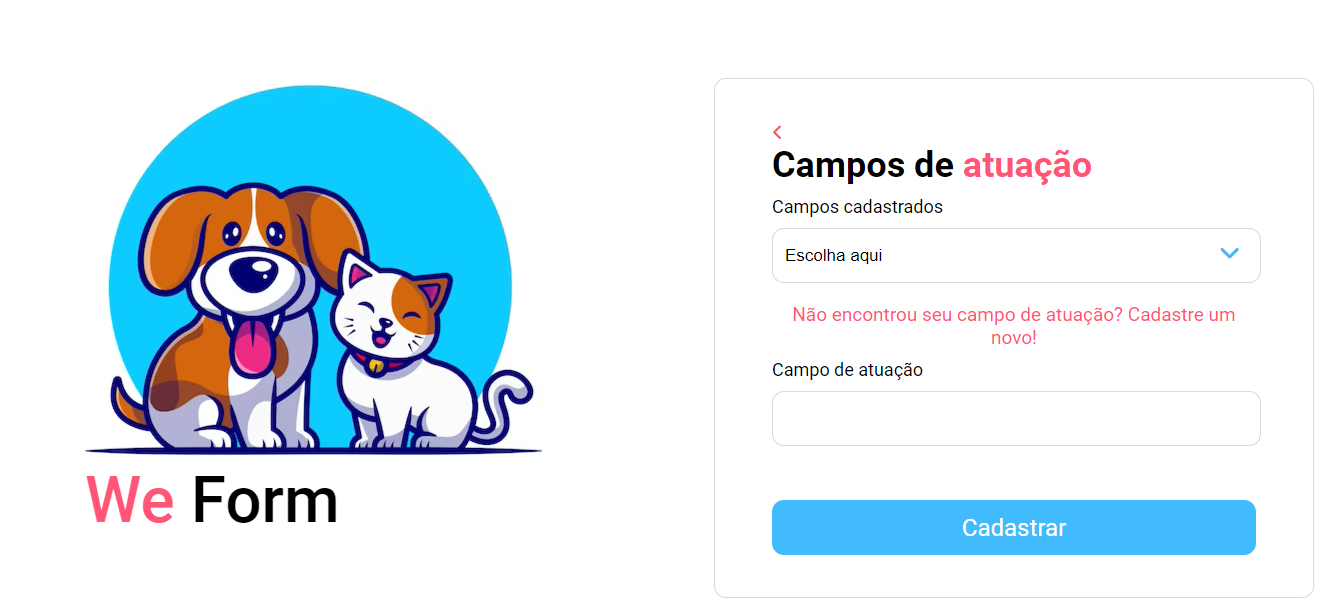 We Form
Campos de atuação
Campos cadastrados
Escolha aqui
Não encontrou seu campo de atuação? Cadastre um
novo!
Campo de atuação
Cadastrar